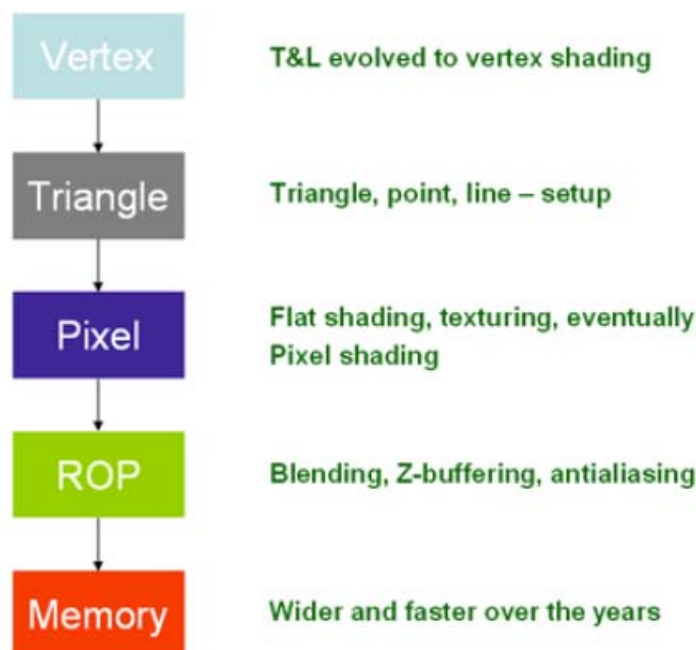 Vertex
T&L evolved to vertex shading
Triangle
Triangle, point, line – setup
Pixel
Flat shading, texturing, eventually
Pixel shading
ROP
Blending, Z-buffering, antialiasing
Memory
Wider and faster over the years